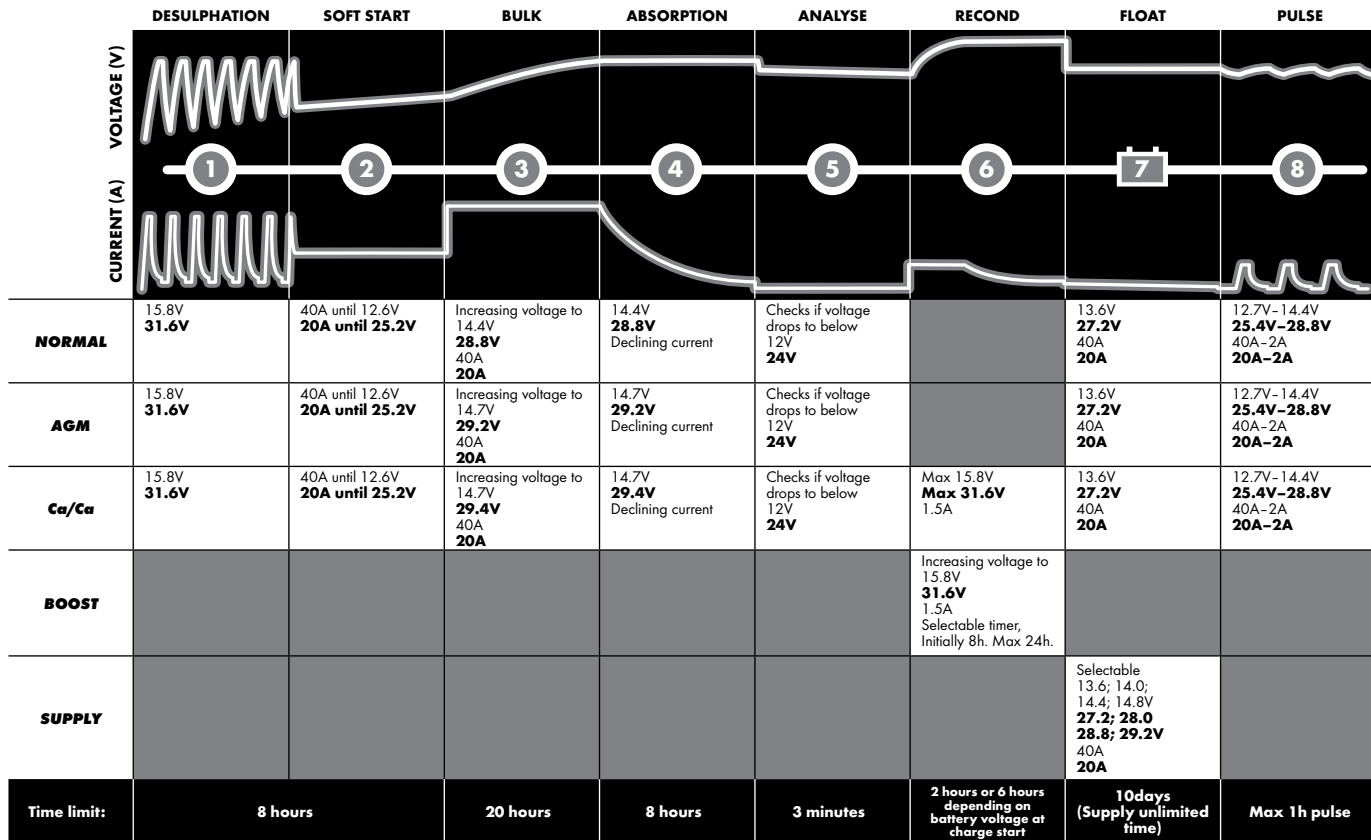 DESULPHATION SOFT START BULK ABSORPTION ANALYSE RECOND FLOAT PULSE
VOLTAGE (V)
CURRENT (A)
1 2 3 4 5 6 7 8
NORMAL
15.8V
31.6V
40A until 12.6V
20A until 25.2V
Increasing voltage to
14.4V
28.8V
40A
20A
14.4V
28.8V
Declining current
Checks if voltage
drops to below
12V
24V
13.6V
27.2V
40A
20A
12.7V–14.4V
25.4V–28.8V
40A–2A
20A–2A
AGM
15.8V
31.6V
40A until 12.6V
20A until 25.2V
Increasing voltage to
14.7V
29.2V
40A
20A
14.7V
29.2V
Declining current
Checks if voltage
drops to below
12V
24V
13.6V
27.2V
40A
20A
12.7V–14.4V
25.4V–28.8V
40A–2A
20A–2A
Ca/Ca
15.8V
31.6V
40A until 12.6V
20A until 25.2V
Increasing voltage to
14.7V
29.4V
40A
20A
14.7V
29.4V
Declining current
Checks if voltage
drops to below
12V
24V
Max 15.8V
Max 31.6V
1.5A
13.6V
27.2V
40A
20A
12.7V–14.4V
25.4V–28.8V
40A–2A
20A–2A
BOOST
Increasing voltage to
15.8V
31.6V
1.5A
Selectable timer,
Initially 8h. Max 24h.
SUPPLY
Selectable
13.6; 14.0;
14.4; 14.8V
27.2; 28.0
28.8; 29.2V
40A
20A
Time limit:
8 hours
20 hours
8 hours
3 minutes
2 hours or 6 hours
depending on
battery voltage at
charge start
10days
(Supply unlimited
time)
Max 1h pulse